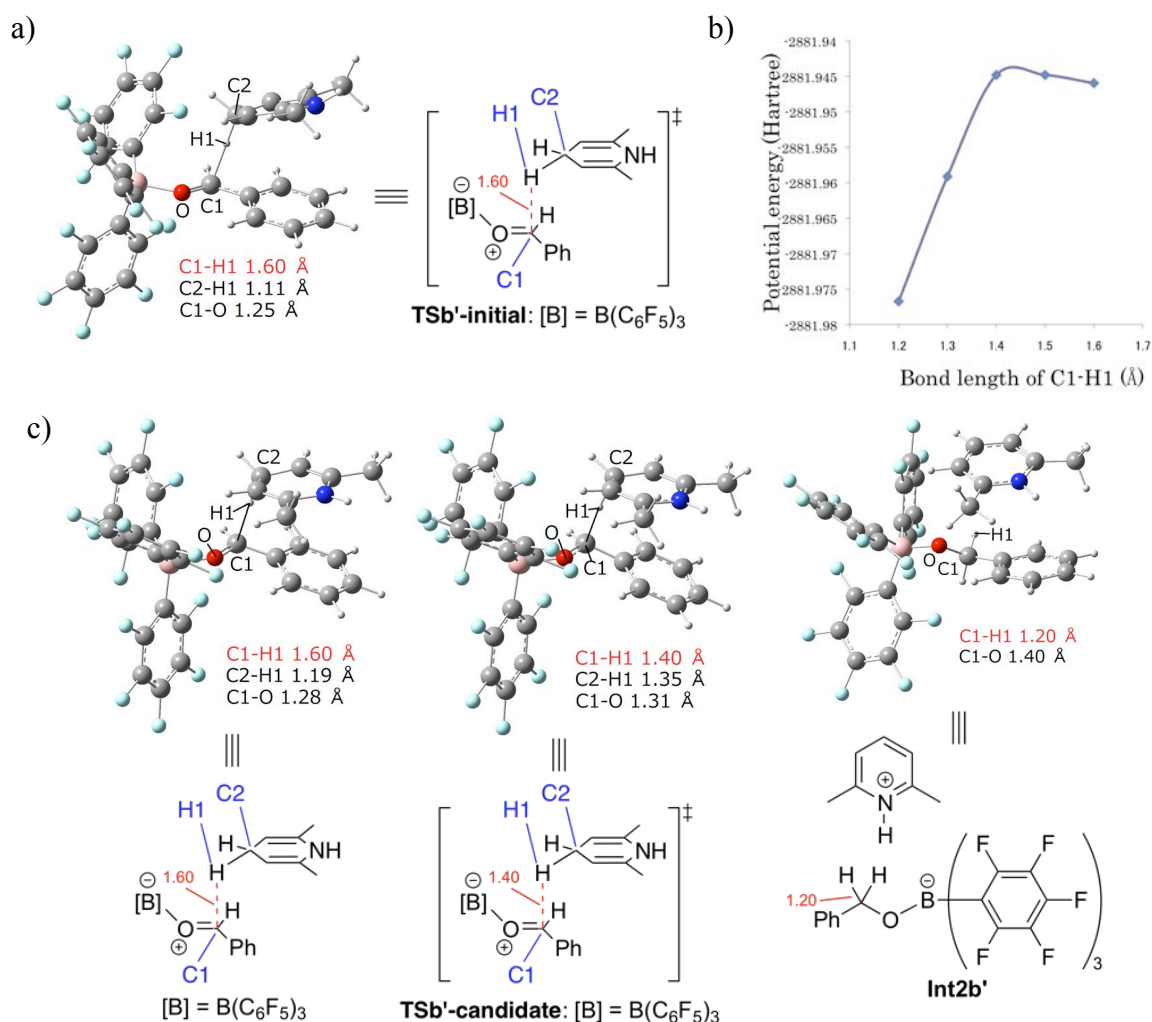 a)
C2
H1
O
C1
C1-H1 1.60 Å
C2-H1 1.11 Å
C1-O 1.25 Å
C2
H1
H
NH
H
1.60
H
⊖
[B]
O
⊕
Ph
C1
‡
TSb'-initial: [B] = B(C6F5)3
b)
Potential energy (Hartree)
-2881.94
-2881.945
-2881.95
-2881.955
-2881.96
-2881.965
-2881.97
-2881.975
-2881.98
1.1 1.2 1.3 1.4 1.5 1.6 1.7
Bond length of C1-H1 (Å)
c)
C2
H1
O
C1
C1-H1 1.60 Å
C2-H1 1.19 Å
C1-O 1.28 Å
C2
H1
H
NH
H
1.60
H
⊖
[B]
O
⊕
Ph
C1
[B] = B(C6F5)3
C2
H1
O
C1
C1-H1 1.40 Å
C2-H1 1.35 Å
C1-O 1.31 Å
C2
H1
H
NH
H
1.40
H
⊖
[B]
O
⊕
Ph
C1
‡
TSb'-candidate: [B] = B(C6F5)3
H1
O
C1
C1-H1 1.20 Å
C1-O 1.40 Å
⊕
N
H
H H
1.20
Ph
O
⊖
B
F F
F
F F
3
Int2b'